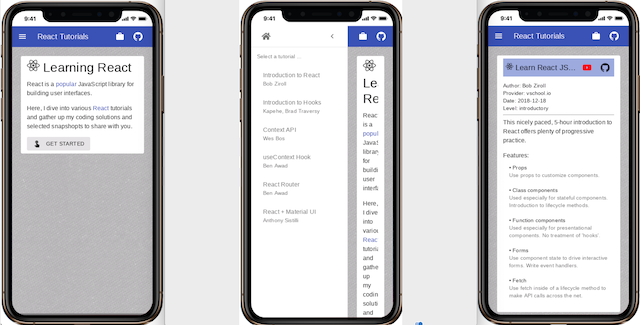 9:41
React Tutorials
Learning React
React is a popular JavaScript library for
building user interfaces.
Here, I dive into various React tutorials
and gather up my coding solutions and
selected snapshopts to share with you.
GET STARTED
9:41
Select a tutorial ...
Introduction to React
Bob Ziroll
Introduction to Hooks
Kapehe, Brad Traversy
Context API
Wes Bos
useContext Hook
Ben Awad
React Router
Ben Awad
React + Material UI
Anthony Sistilli
Le
Re
React
is a
popul
JavaS
library
for
buildin
user
interfa
Here,
I dive
into
variou
Reac
tutoria
and
gathe
up
my
coding
soluti
and
9:41
React Tutorials
Learn React JS...
Author: Bob Ziroll
Provider: vschool.io
Date: 2018-12-18
Level: introductory
This nicely paced, 5-hour introduction to
React offers plenty of progressive
practice.
Features:
• Props
Use props to customize components.
• Class components
Used especially for stateful components.
Introduction to lifecycle methods.
• Function components
Used especially for presentational
components. No treatment of 'hooks'.
• Forms
Use component state to drive interactive
forms. Write event handlers.
• Fetch
Use fetch inside of a lifecycle method to
make API calls across the net.